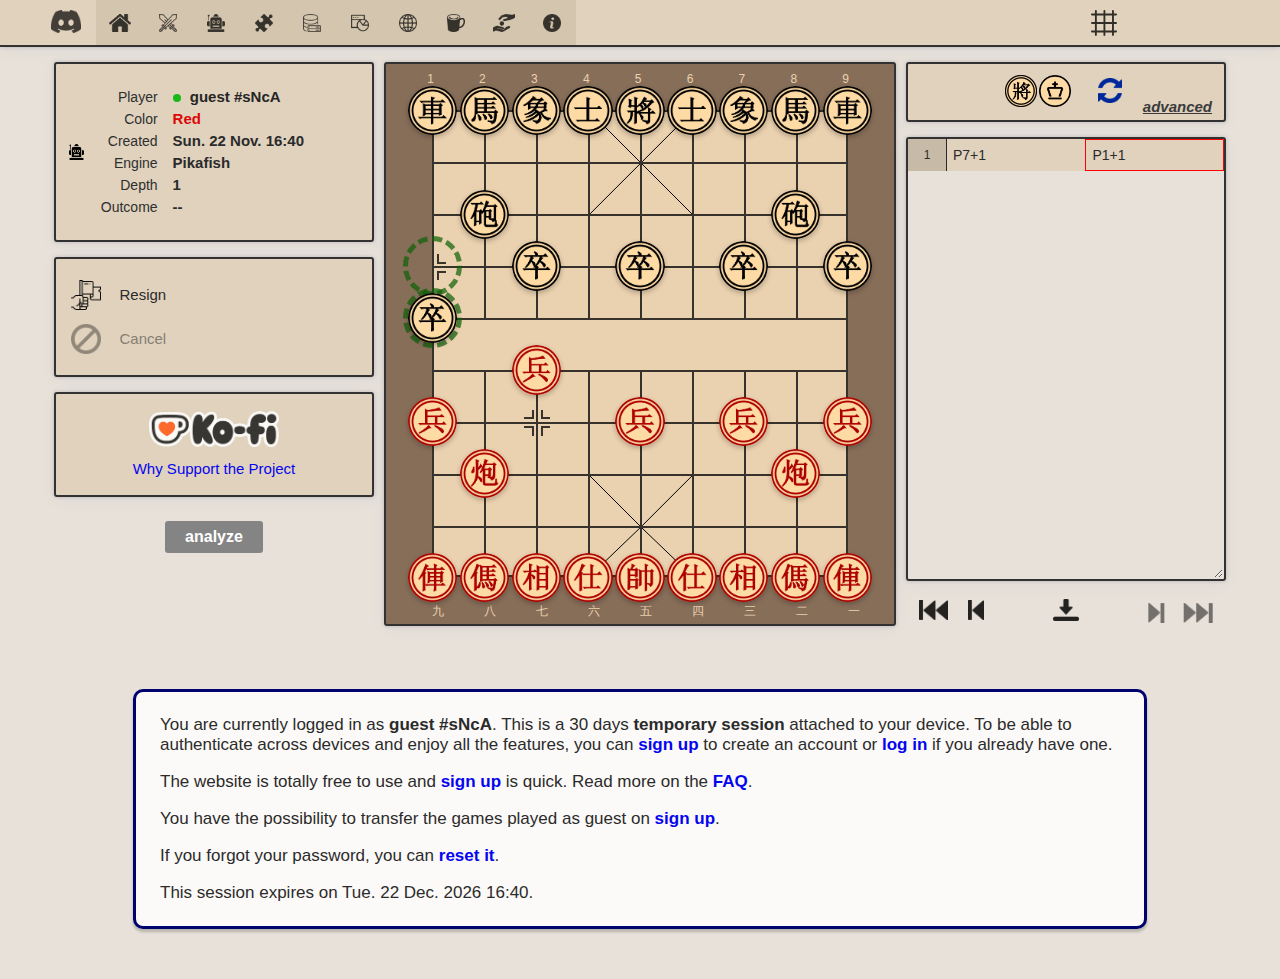 Player guest #sNcA
Color Red
Created Sun. 22 Nov. 16:40
Engine Pikafish
Depth 1
Outcome --
Resign
Cancel
Ko-fi
Why Support the Project
analyze
1 2 3 4 5 6 7 8 9
車 馬 象 士 將 士 象 馬 車
砲 砲
卒 卒 卒 卒
卒
兵
兵 兵 兵 兵
炮 炮
俥 傌 相 仕 帥 仕 相 傌 俥
九 八 七 六 五 四 三 二 一
將
advanced
1 P7+1 P1+1
You are currently logged in as guest #sNcA. This is a 30 days temporary session attached to your device. To be able to
authenticate across devices and enjoy all the features, you can sign up to create an account or log in if you already have one.
The website is totally free to use and sign up is quick. Read more on the FAQ.
You have the possibility to transfer the games played as guest on sign up.
If you forgot your password, you can reset it.
This session expires on Tue. 22 Dec. 2026 16:40.